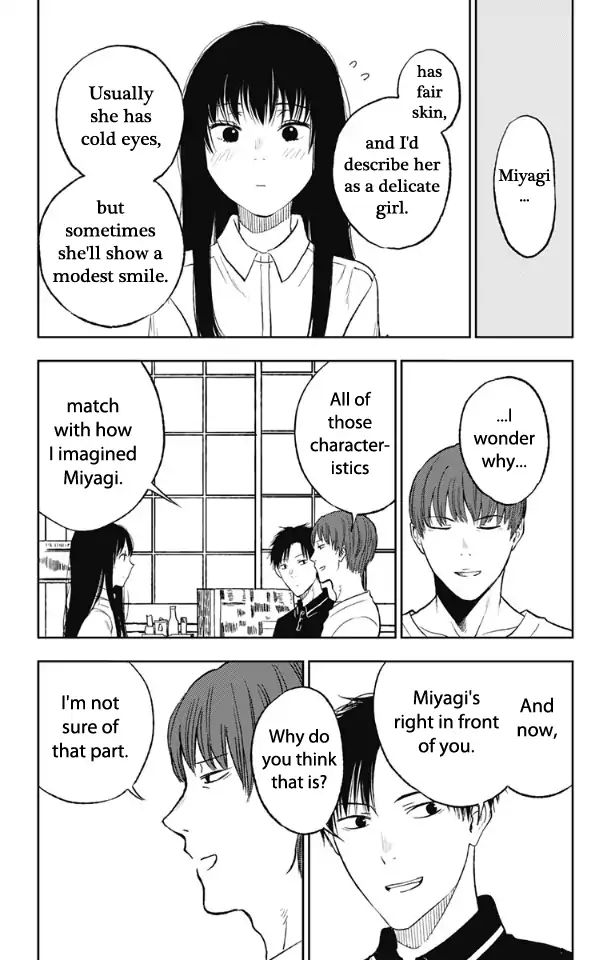 Miyagi
...
has
fair
skin,
and I'd
describe her
as a delicate
girl.
Usually
she has
cold eyes,
but
sometimes
she'll show a
modest smile.
...I
wonder
why...
All of
those
character-
istics
match
with how
I imagined
Miyagi.
And
now,
Miyagi's
right in front
of you.
Why do
you think
that is?
I'm not
sure of
that part.